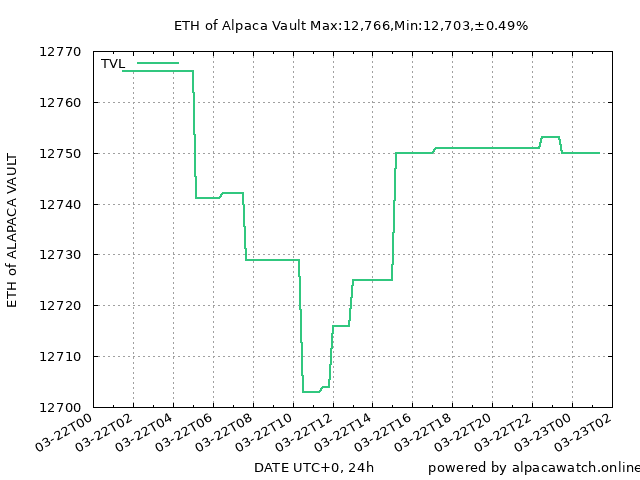 ETH of Alpaca Vault Max:12,766,Min:12,703,±0.49%
TVL
12770
12760
12750
12740
12730
12720
12710
12700
ETH of ALAPACA VAULT
03-22T00
03-22T02
03-22T04
03-22T06
03-22T08
03-22T10
03-22T12
03-22T14
03-22T16
03-22T18
03-22T20
03-22T22
03-23T00
03-23T02
DATE UTC+0, 24h
powered by alpacawatch.online